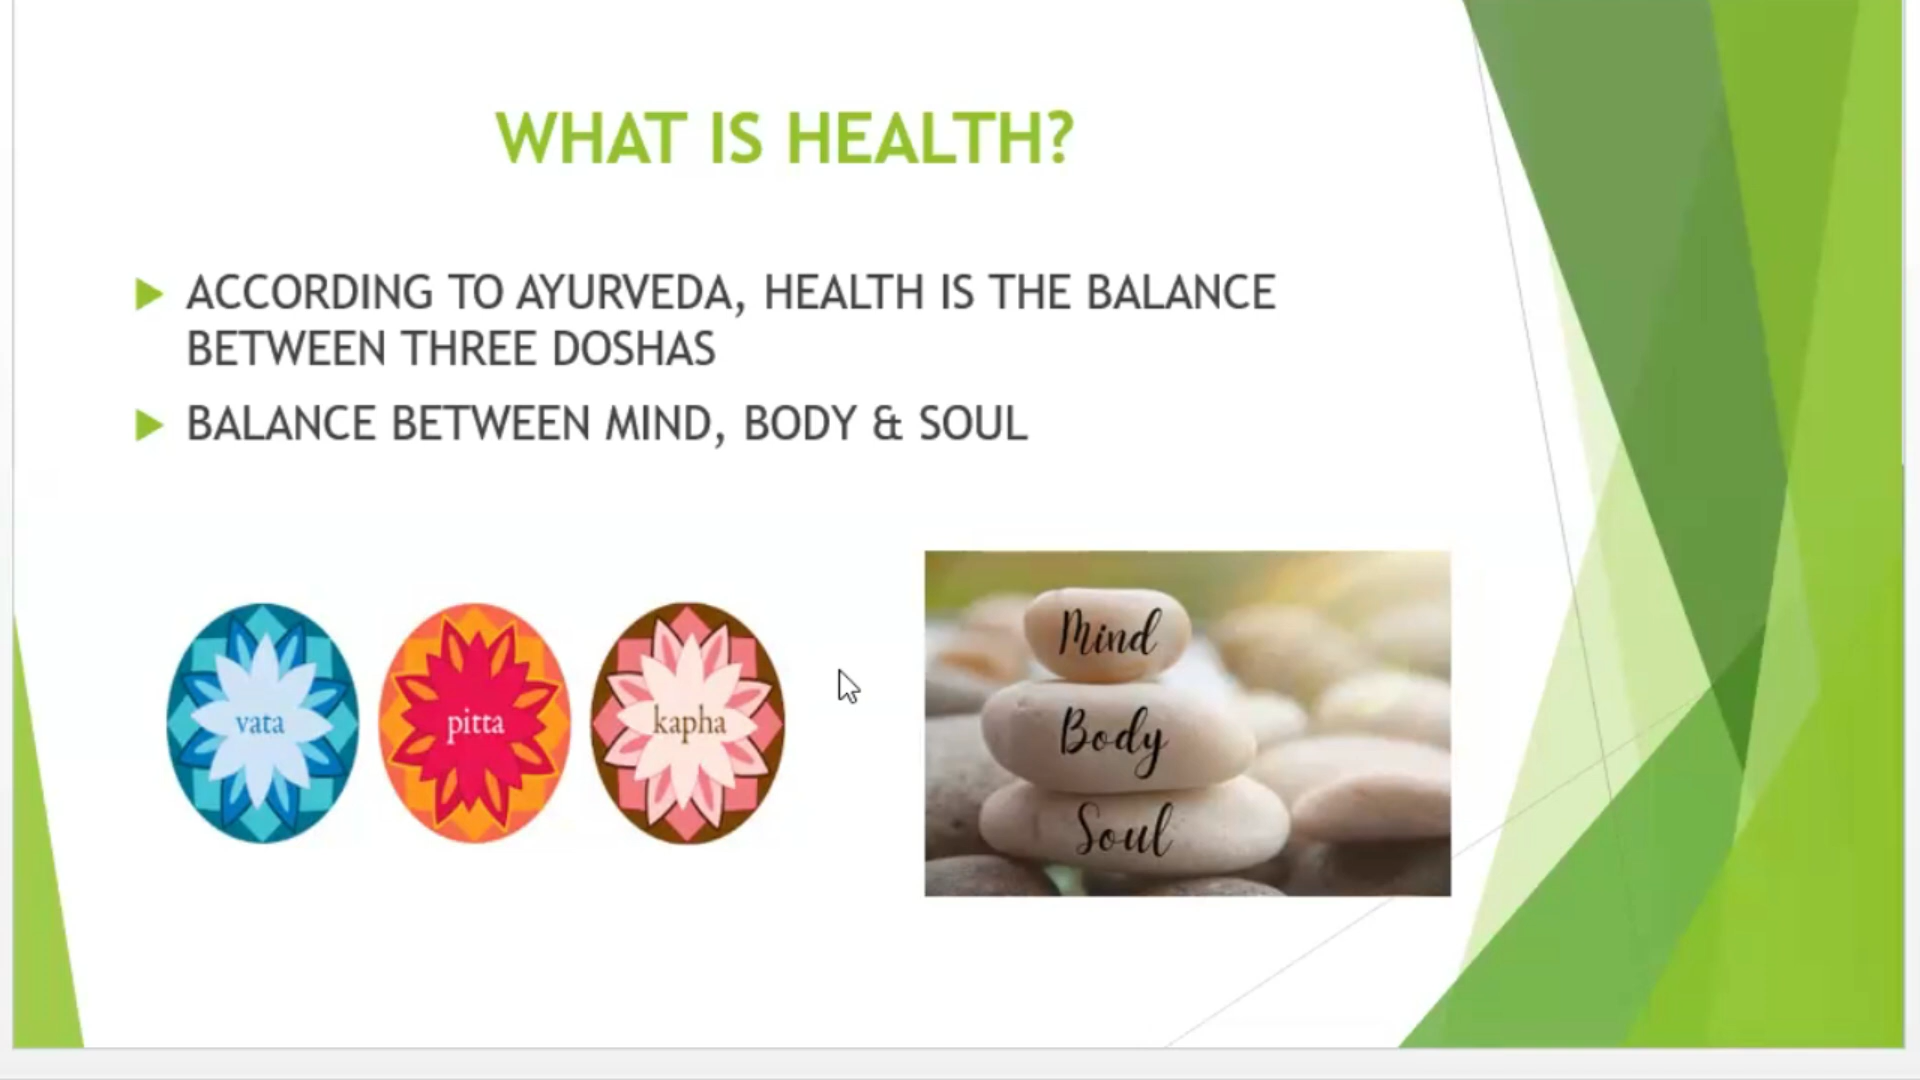 WHAT IS HEALTH?
ACCORDING TO AYURVEDA, HEALTH IS THE BALANCE
BETWEEN THREE DOSHAS
BALANCE BETWEEN MIND, BODY & SOUL
vata
pitta
kapha
Mind
Body
Soul